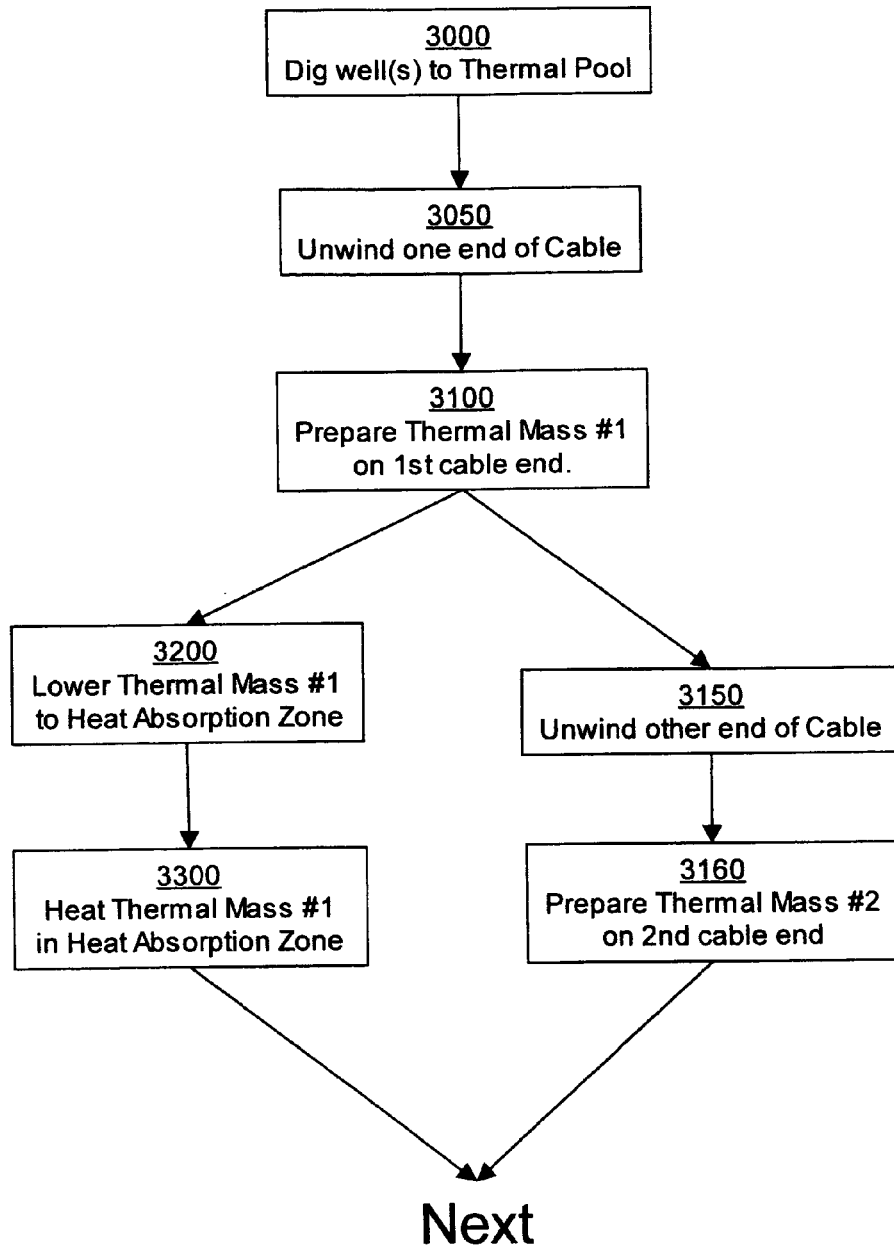 3000
Dig well(s) to Thermal Pool
3050
Unwind one end of Cable
3100
Prepare Thermal Mass #1
on 1st cable end.
3200
Lower Thermal Mass #1
to Heat Absorption Zone
3150
Unwind other end of Cable
3300
Heat Thermal Mass #1
in Heat Absorption Zone
3160
Prepare Thermal Mass #2
on 2nd cable end
Next